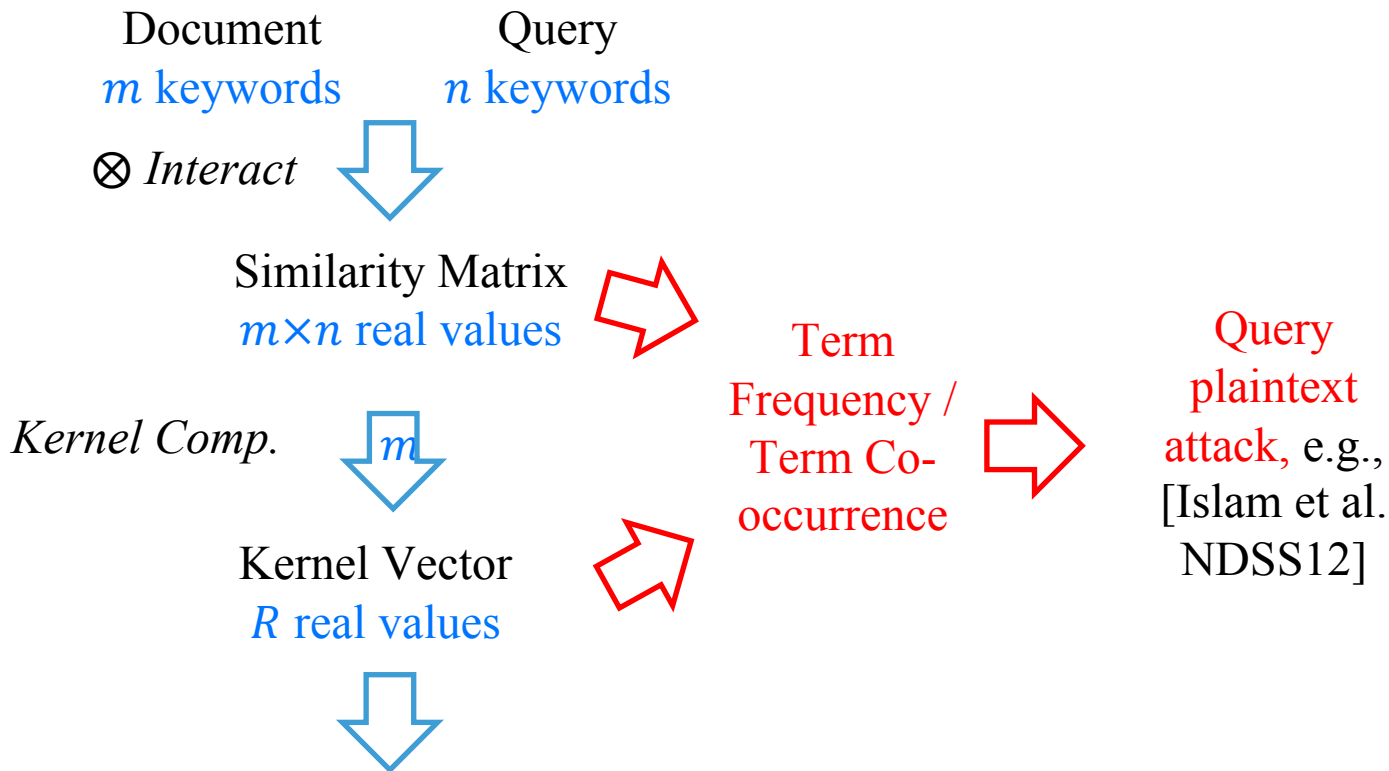 Document
m keywords
Query
n keywords
⊗ Interact
Similarity Matrix
m×n real values
Kernel Comp.
m
Kernel Vector
R real values
Term
Frequency /
Term Co-
occurrence
Query
plaintext
attack, e.g.,
[Islam et al.
NDSS12]